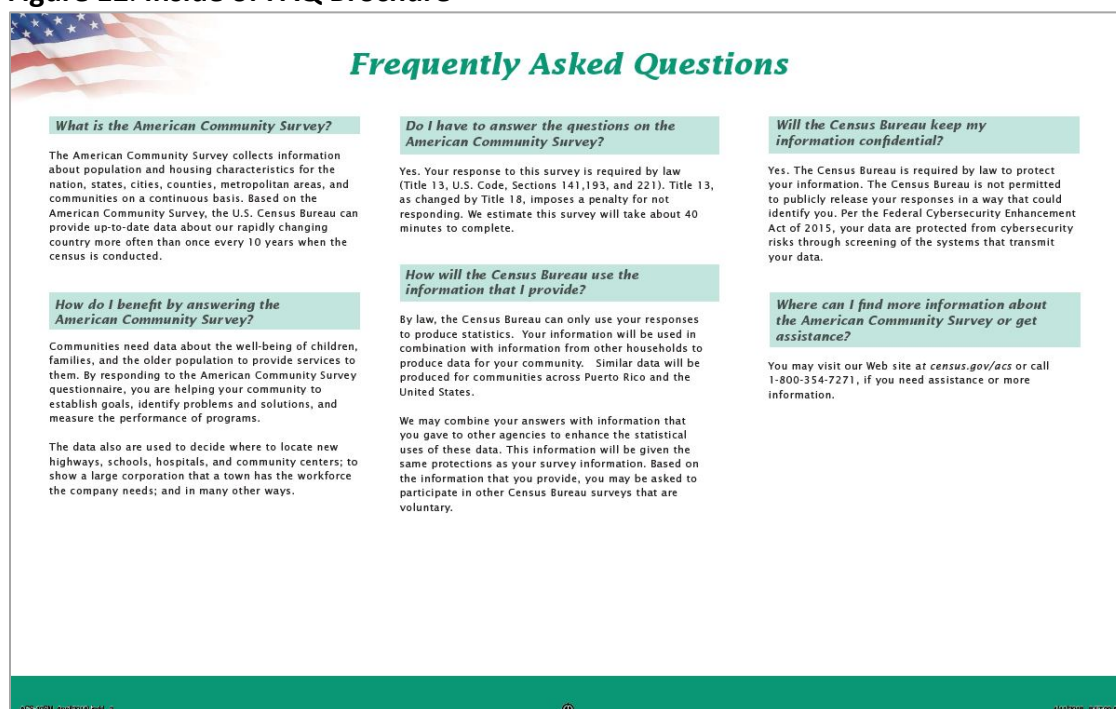 Frequently Asked Questions
What is the American Community Survey?
The American Community Survey collects information
about population and housing characteristics for the
nation, states, cities, counties, metropolitan areas, and
communities on a continuous basis. Based on the
American Community Survey, the U.S. Census Bureau can
provide up-to-date data about our rapidly changing
country more often than once every 10 years when the
census is conducted.
How do I benefit by answering the
American Community Survey?
Communities need data about the well-being of children,
families, and the older population to provide services to
them. By responding to the American Community Survey
questionnaire, you are helping your community to
establish goals, identify problems and solutions, and
measure the performance of programs.
The data also are used to decide where to locate new
highways, schools, hospitals, and community centers; to
show a large corporation that a town has the workforce
the company needs; and in many other ways.
Do I have to answer the questions on the
American Community Survey?
Yes. Your response to this survey is required by law
(Title 13, U.S. Code, Sections 141,193, and 221). Title 13,
as changed by Title 18, imposes a penalty for not
responding. We estimate this survey will take about 40
minutes to complete.
How will the Census Bureau use the
information that I provide?
By law, the Census Bureau can only use your responses
to produce statistics. Your information will be used in
combination with information from other households to
produce data for your community. Similar data will be
produced for communities across Puerto Rico and the
United States.
We may combine your answers with information that
you gave to other agencies to enhance the statistical
uses of these data. This information will be given the
same protections as your survey information. Based on
the information that you provide, you may be asked to
participate in other Census Bureau surveys that are
voluntary.
Will the Census Bureau keep my
information confidential?
Yes. The Census Bureau is required by law to protect
your information. The Census Bureau is not permitted
to publicly release your responses in a way that could
identify you. Per the Federal Cybersecurity Enhancement
Act of 2015, your data are protected from cybersecurity
risks through screening of the systems that transmit
your data.
Where can I find more information about
the American Community Survey or get
assistance?
You may visit our Web site at census.gov/acs or call
1-800-354-7271, if you need assistance or more
information.